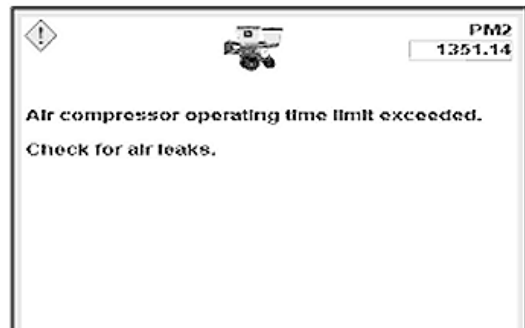 PM2
1351.14
Air compressor operating time limit exceeded.
Check for air leaks.